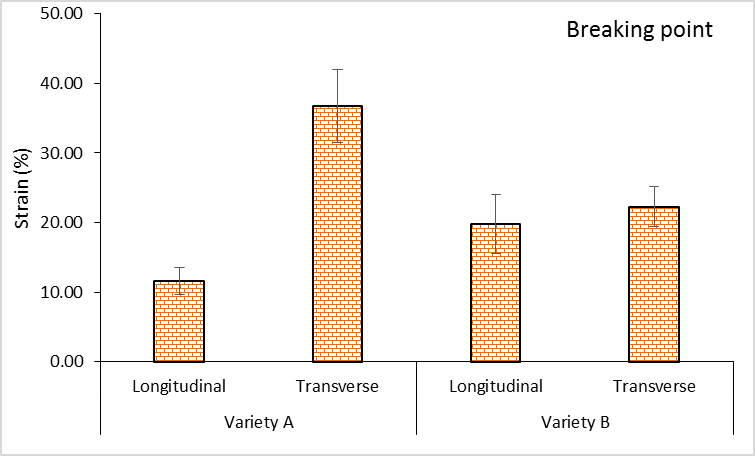 Breaking point
50.00
40.00
30.00
20.00
10.00
0.00
Strain (%)
Longitudinal Transverse Longitudinal Transverse
Variety A Variety B